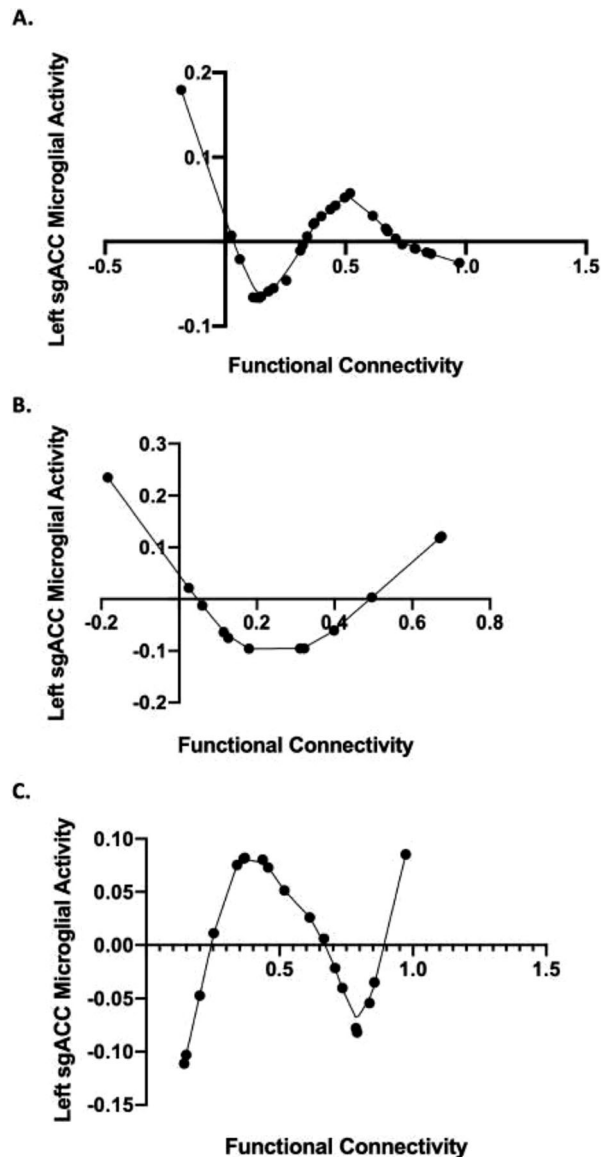 A.
Left sgACC Microglial Activity
0.2
0.1
-0.5
0.5
1.0
1.5
-0.1
Functional Connectivity
B.
Left sgACC Microglial Activity
0.3
0.2
0.1
-0.2
0.2
0.4
0.6
0.8
-0.1
-0.2
Functional Connectivity
C.
Left sgACC Microglial Activity
0.10
0.05
0.00
0.5
1.0
1.5
-0.05
-0.10
-0.15
Functional Connectivity